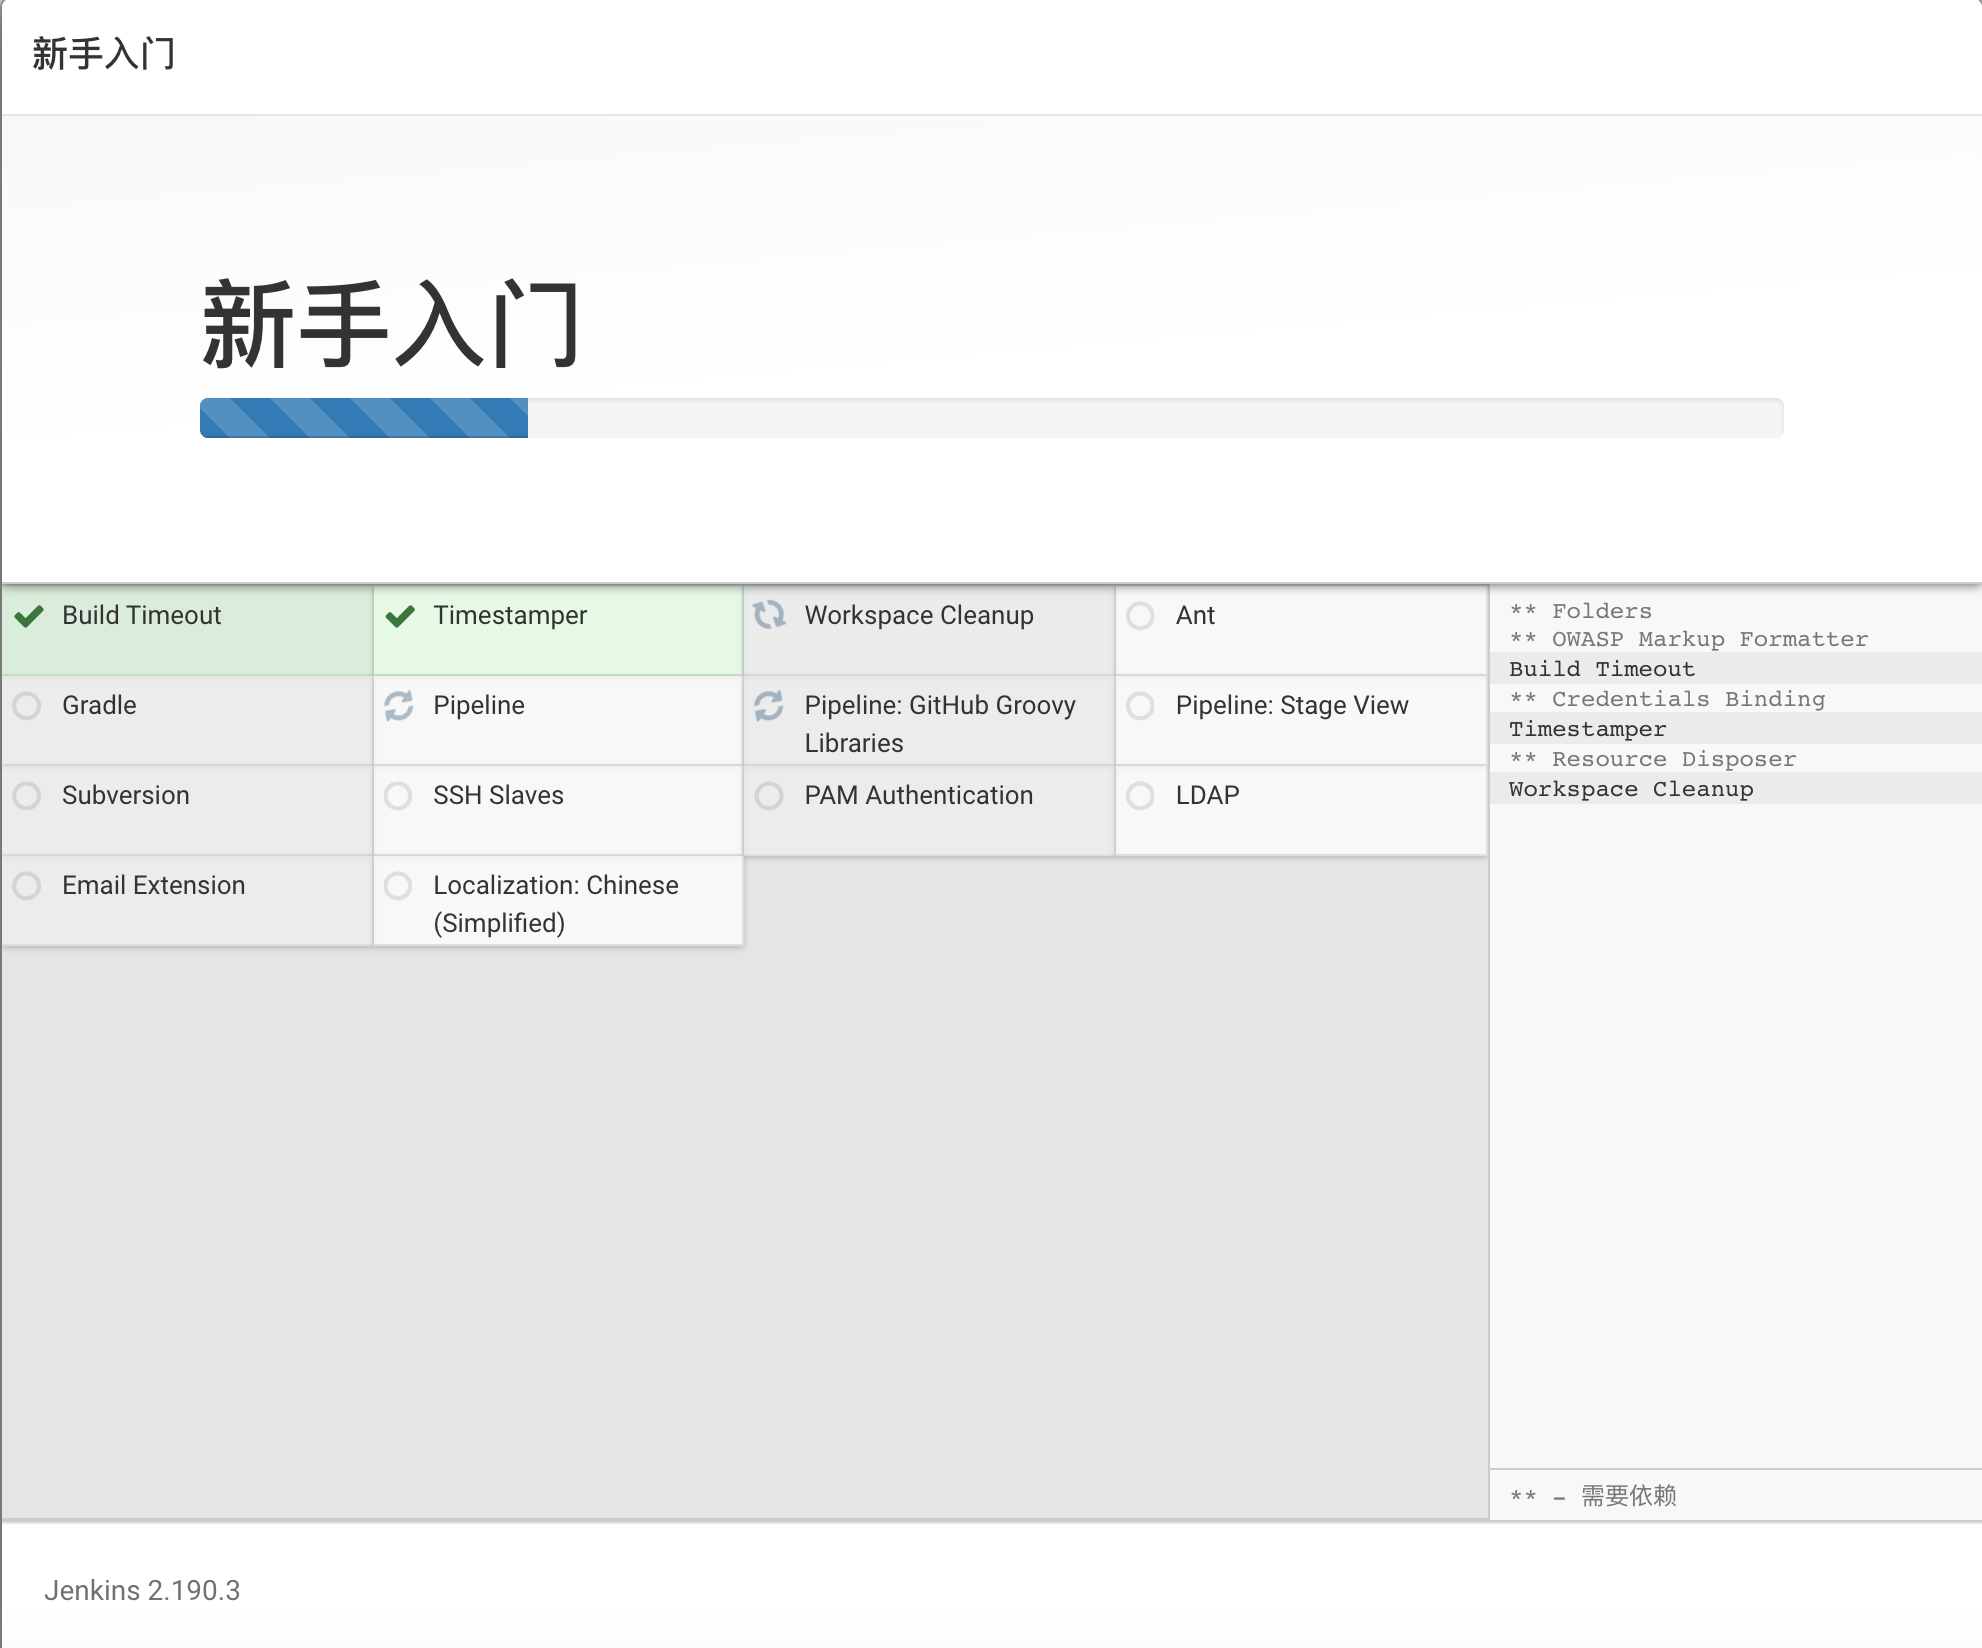 新手入门
新手入门
Build Timeout
Timestamper
Workspace Cleanup
Ant
Gradle
Pipeline
Pipeline: GitHub Groovy
Libraries
Pipeline: Stage View
Subversion
SSH Slaves
PAM Authentication
LDAP
Email Extension
Localization: Chinese
(Simplified)
** Folders
** OWASP Markup Formatter
Build Timeout
** Credentials Binding
Timestamper
** Resource Disposer
Workspace Cleanup
** - 需要依赖
Jenkins 2.190.3